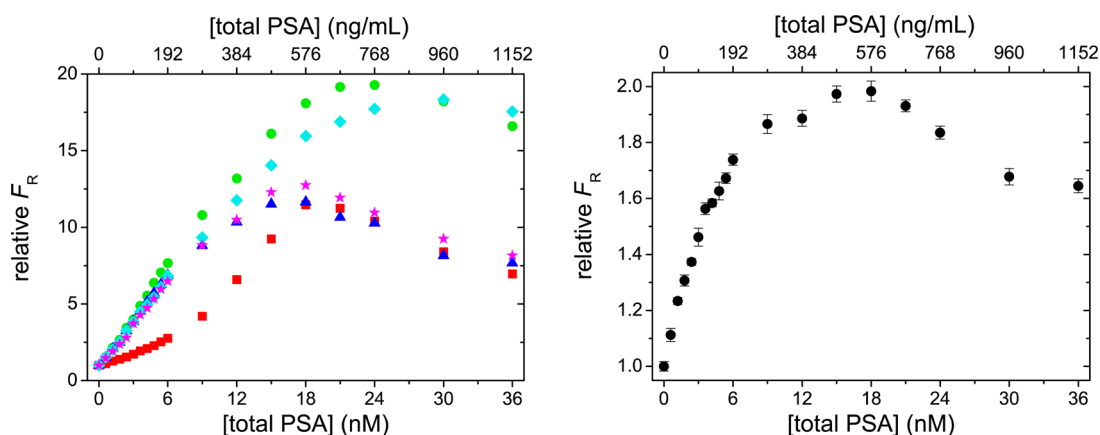 [total PSA] (ng/mL)
0 192 384 576 768 960 1152
20
15
10
5
0
relative F_R
0 6 12 18 24 30 36
[total PSA] (nM)
[total PSA] (ng/mL)
0 192 384 576 768 960 1152
2.0
1.8
1.6
1.4
1.2
1.0
relative F_R
0 6 12 18 24 30 36
[total PSA] (nM)